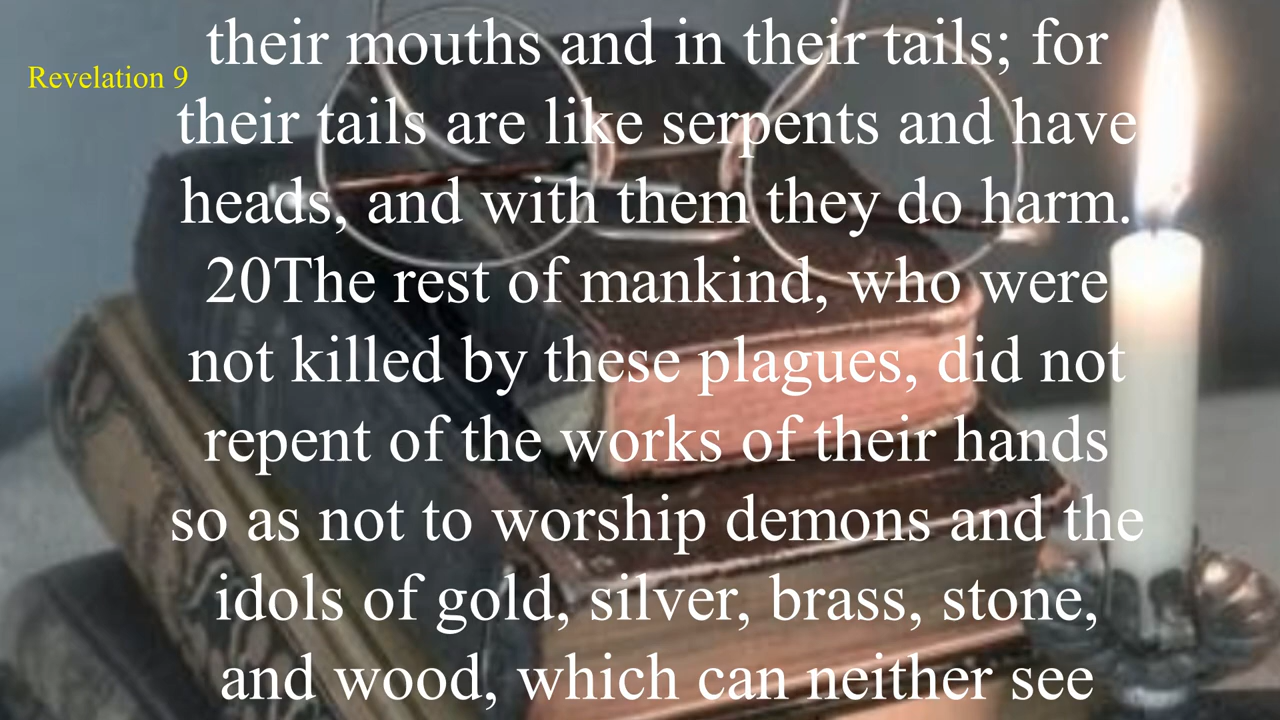 their mouths and in their tails; for
Revelation 9
their tails are like serpents and have
heads, and with them they do harm.
20The rest of mankind, who were
not killed by these plagues, did not
repent of the works of their hands
so as not to worship demons and the
idols of gold, silver, brass, stone,
and wood, which can neither see